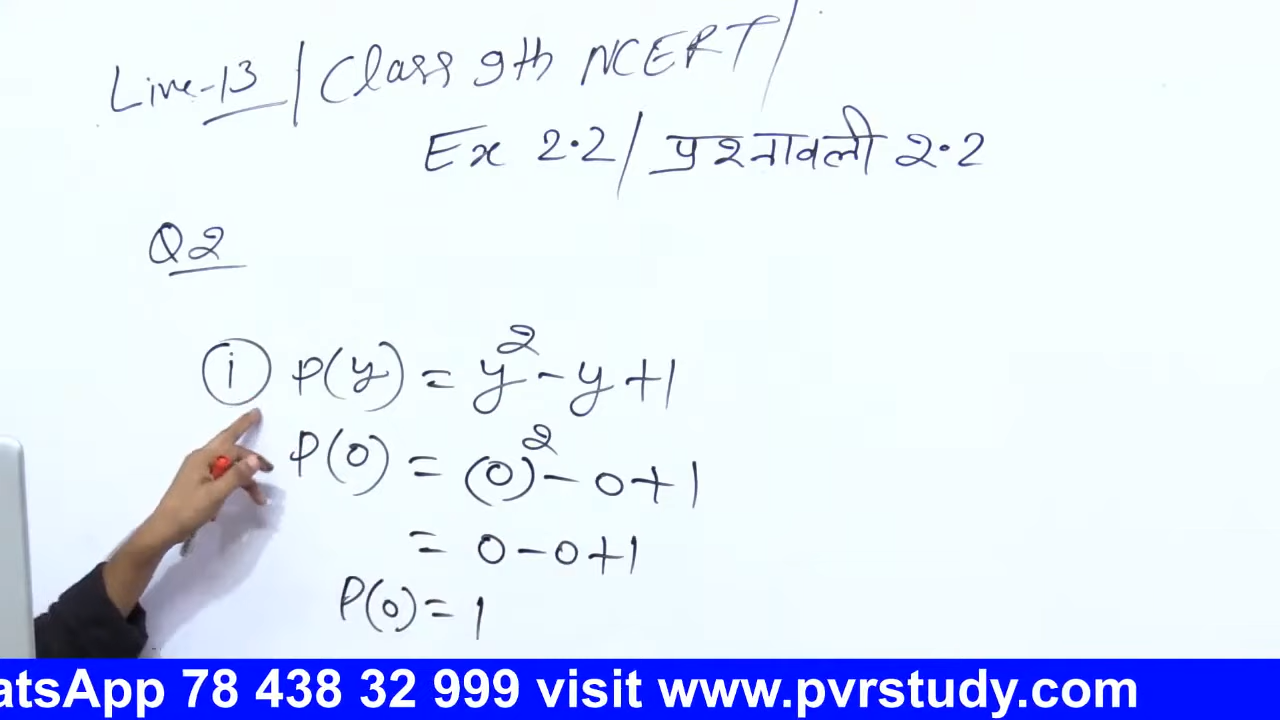 Live-13 / Class 9th NCERT /
Ex 2.2 / प्रश्नावली २.2
Q2
i P(y) = y² - y + 1
P(0) = (0)² - 0 + 1
= 0 - 0 + 1
P(0) = 1
atsApp 78 438 32 999 visit www.pvrstudy.com